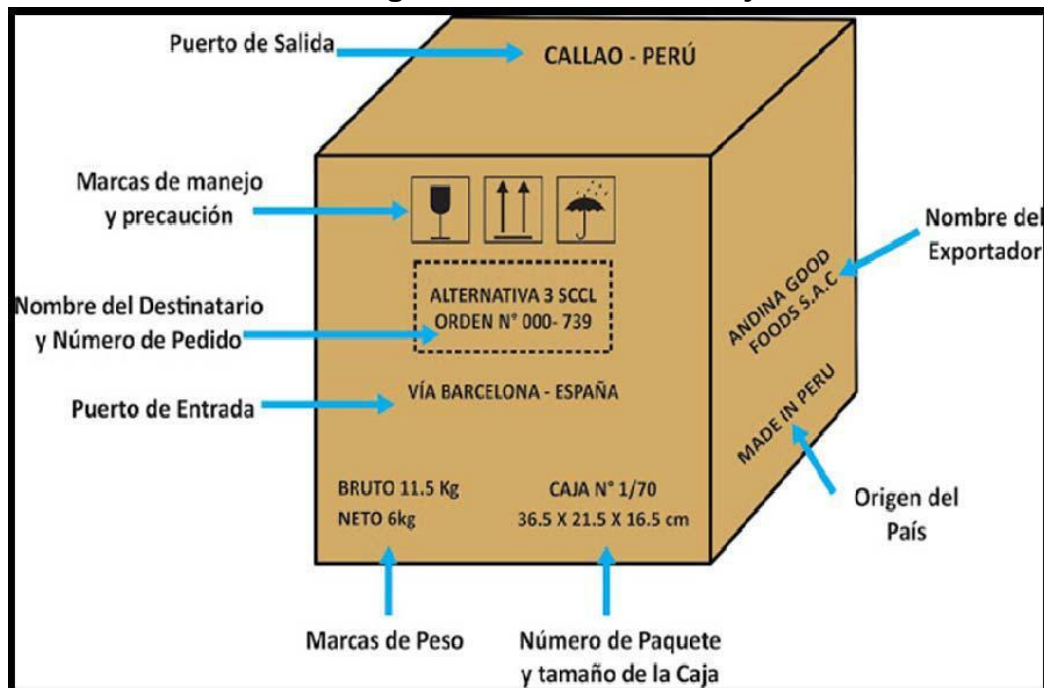 Puerto de Salida
CALLAO - PERÚ
Marcas de manejo
y precaución
Nombre del
Exportador
ANDINA GOOD
FOODS S.A.C
Nombre del Destinatario
y Número de Pedido
ALTERNATIVA 3 SCCL
ORDEN N° 000- 739
Puerto de Entrada
VÍA BARCELONA - ESPAÑA
MADE IN PERU
Origen del
País
BRUTO 11.5 Kg
NETO 6kg
CAJA N° 1/70
36.5 X 21.5 X 16.5 cm
Marcas de Peso
Número de Paquete
y tamaño de la Caja